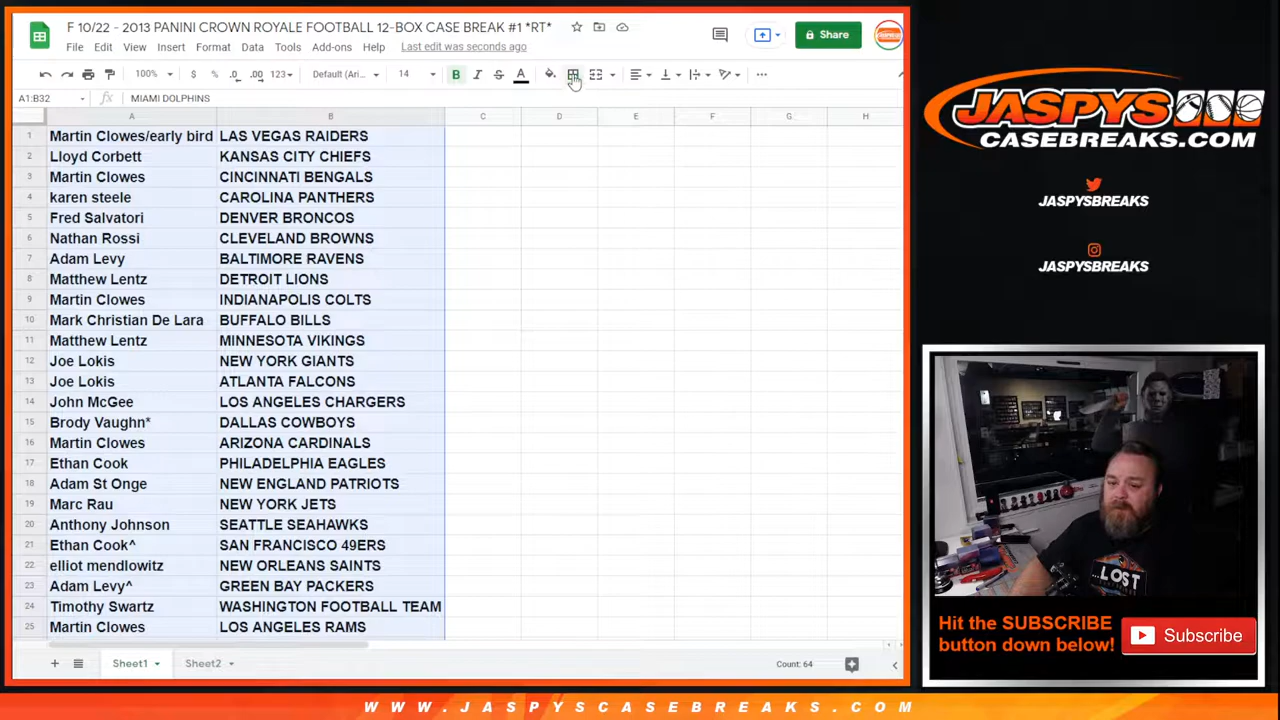 F 10/22 - 2013 PANINI CROWN ROYALE FOOTBALL 12-BOX CASE BREAK #1 *RT*
File Edit View Insert Format Data Tools Add-ons Help Last edit was seconds ago
Share
100% $ % .0 .00 123 Default (Ari... 14 B I S A
A1:B32 fx MIAMI DOLPHINS
A B C D E F G H
1 Martin Clowes/early bird LAS VEGAS RAIDERS
2 Lloyd Corbett KANSAS CITY CHIEFS
3 Martin Clowes CINCINNATI BENGALS
4 karen steele CAROLINA PANTHERS
5 Fred Salvatori DENVER BRONCOS
6 Nathan Rossi CLEVELAND BROWNS
7 Adam Levy BALTIMORE RAVENS
8 Matthew Lentz DETROIT LIONS
9 Martin Clowes INDIANAPOLIS COLTS
10 Mark Christian De Lara BUFFALO BILLS
11 Matthew Lentz MINNESOTA VIKINGS
12 Joe Lokis NEW YORK GIANTS
13 Joe Lokis ATLANTA FALCONS
14 John McGee LOS ANGELES CHARGERS
15 Brody Vaughn* DALLAS COWBOYS
16 Martin Clowes ARIZONA CARDINALS
17 Ethan Cook PHILADELPHIA EAGLES
18 Adam St Onge NEW ENGLAND PATRIOTS
19 Marc Rau NEW YORK JETS
20 Anthony Johnson SEATTLE SEAHAWKS
21 Ethan Cook^ SAN FRANCISCO 49ERS
22 elliot mendlowitz NEW ORLEANS SAINTS
23 Adam Levy^ GREEN BAY PACKERS
24 Timothy Swartz WASHINGTON FOOTBALL TEAM
25 Martin Clowes LOS ANGELES RAMS
Sheet1 Sheet2 Count: 64
JASPYS
CASEBREAKS.COM
JASPYSBREAKS
JASPYSBREAKS
...LOST
Hit the SUBSCRIBE
button down below!
Subscribe
WWW.JASPYSCASEBREAKS.COM